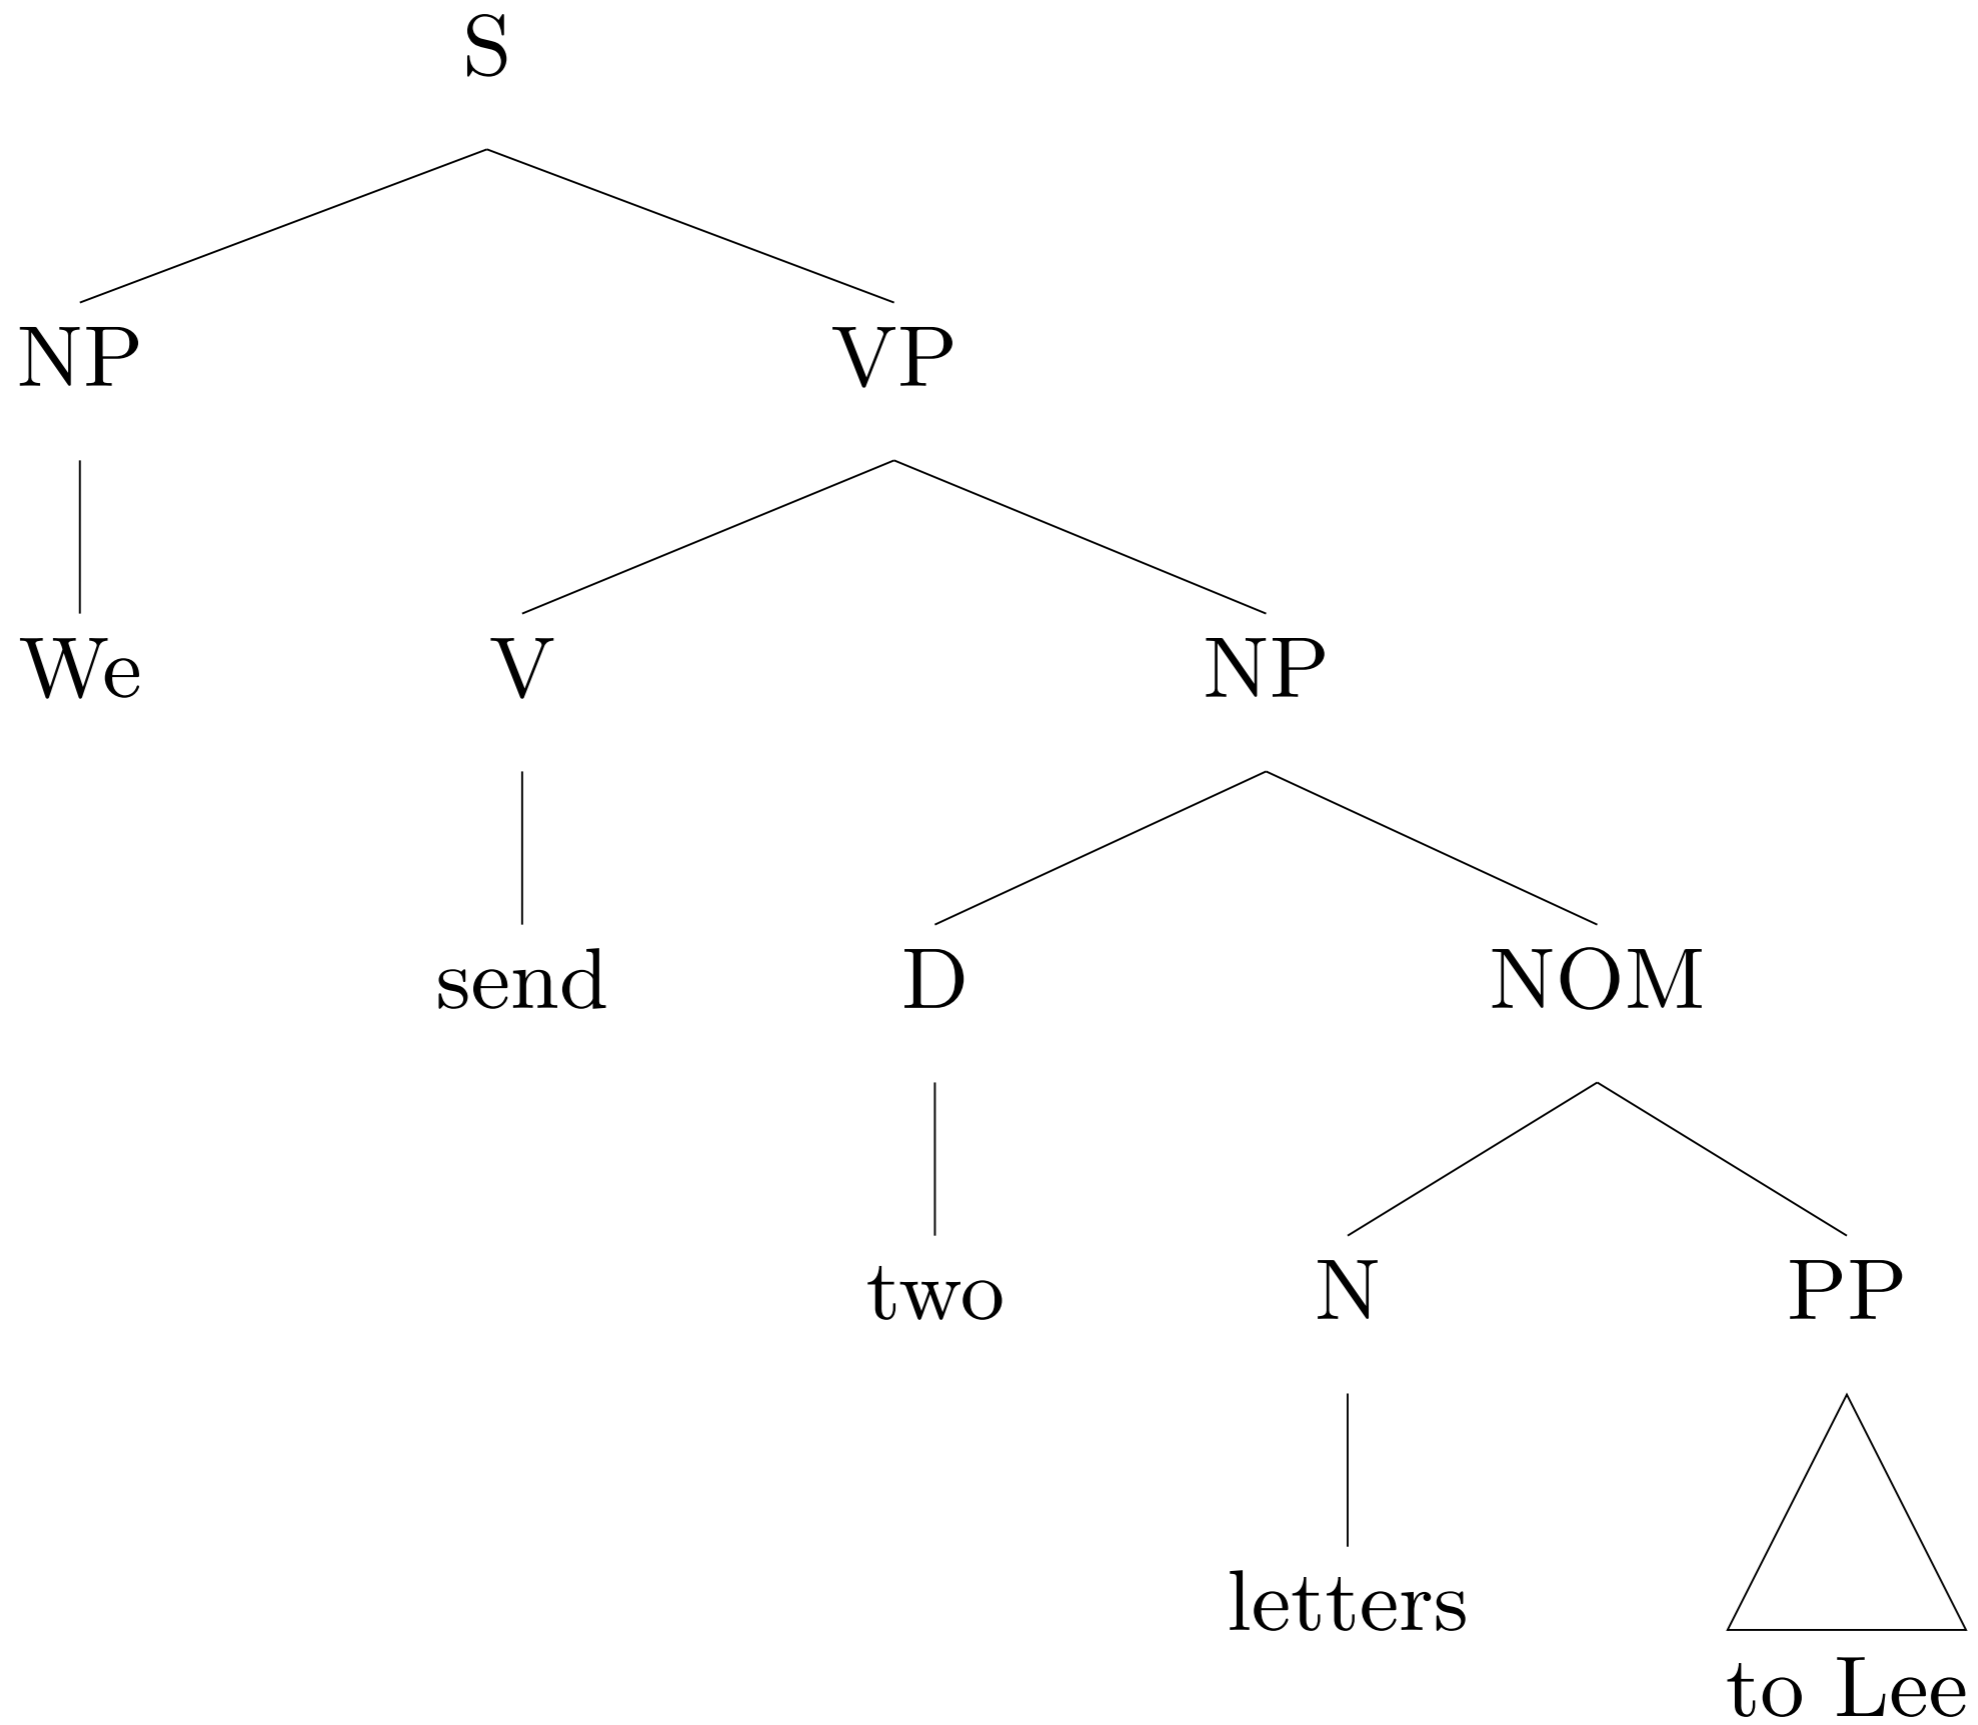 S
NP VP
We V NP
send D NOM
two N PP
letters
to Lee